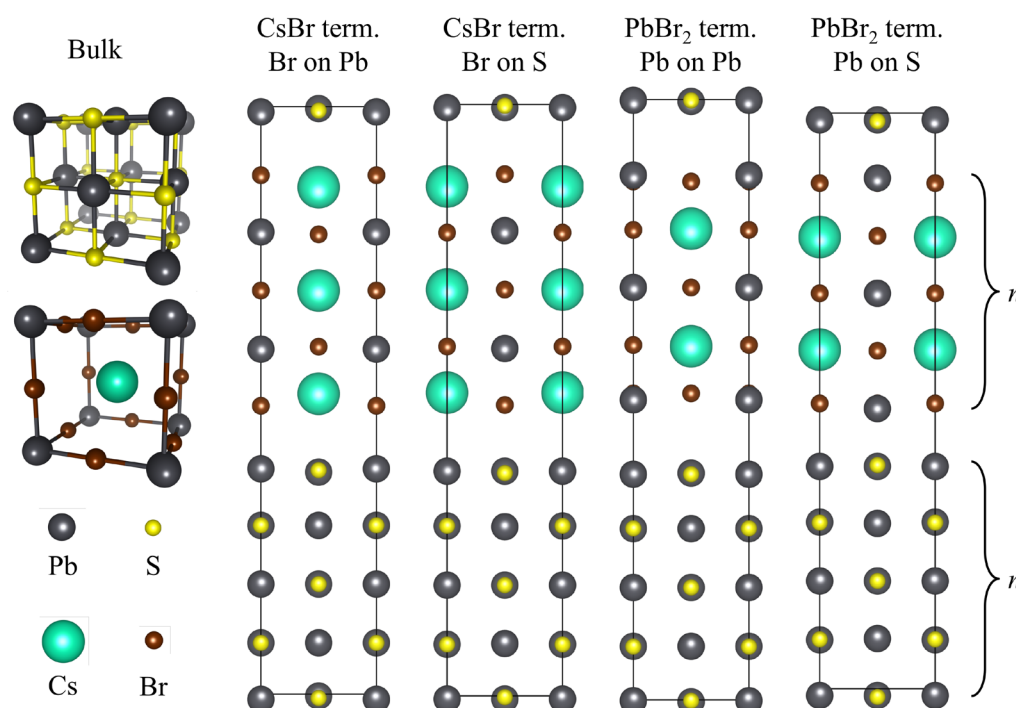 Bulk
CsBr term.
Br on Pb
CsBr term.
Br on S
PbBr₂ term.
Pb on Pb
PbBr₂ term.
Pb on S
n
n
Pb
S
Cs
Br